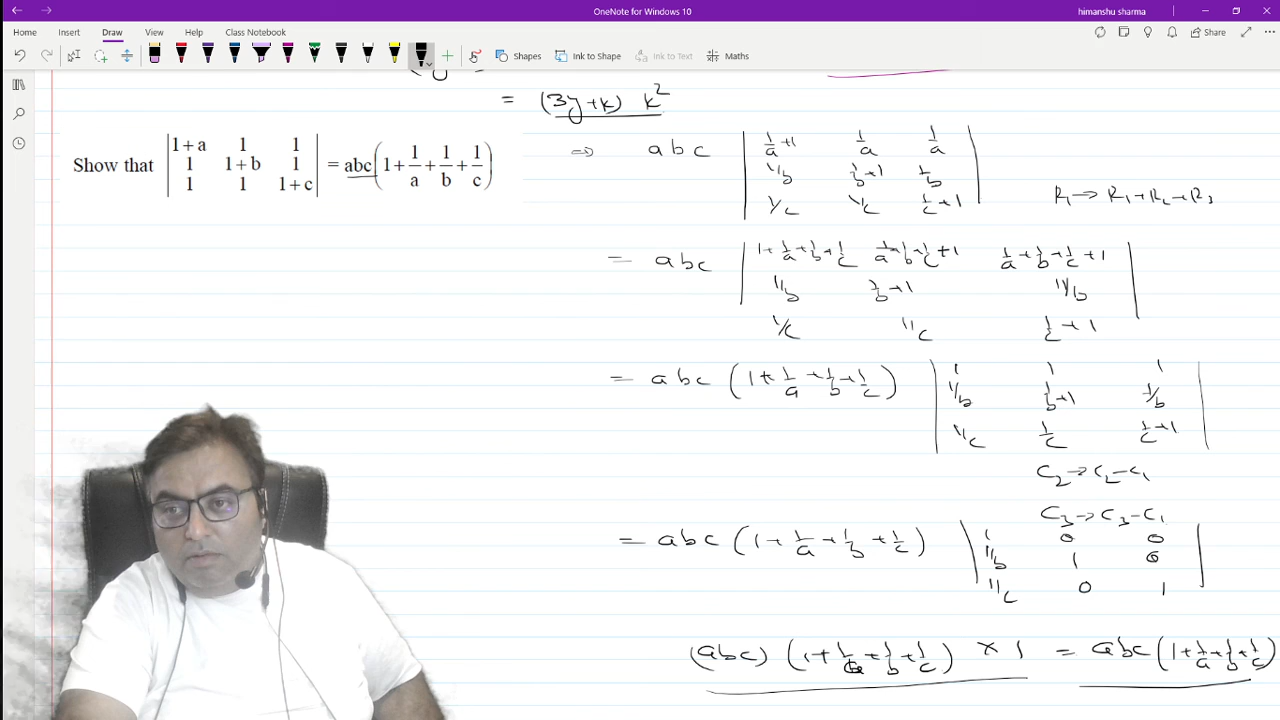 OneNote for Windows 10
himanshu sharma
Home Insert Draw View Help Class Notebook
Share
Shapes Ink to Shape Ink to Text Maths
= (3y+k) k²
Show that |1+a 1 1| = abc(1 + 1/a + 1/b + 1/c)
|1 1+b 1|
|1 1 1+c|
⇒ abc | 1/a+1 1/a 1/a |
| 1/b 1/b+1 1/b |
| 1/c 1/c 1/c+1 |
R₁→R₁+R₂+R₃
= abc | 1+1/a+1/b+1/c 1/a+1/b+1/c+1 1/a+1/b+1/c+1 |
| 1/b 1/b+1 1/b |
| 1/c 1/c 1/c+1 |
= abc (1+1/a+1/b+1/c) | 1 1 1 |
| 1/b 1/b+1 1/b |
| 1/c 1/c 1/c+1 |
C₂→C₂-C₁
C₃→C₃-C₁
= abc (1+1/a+1/b+1/c) | 1 0 0 |
| 1/b 1 0 |
| 1/c 0 1 |
(abc) (1+1/a+1/b+1/c) × 1 = abc(1+1/a+1/b+1/c)